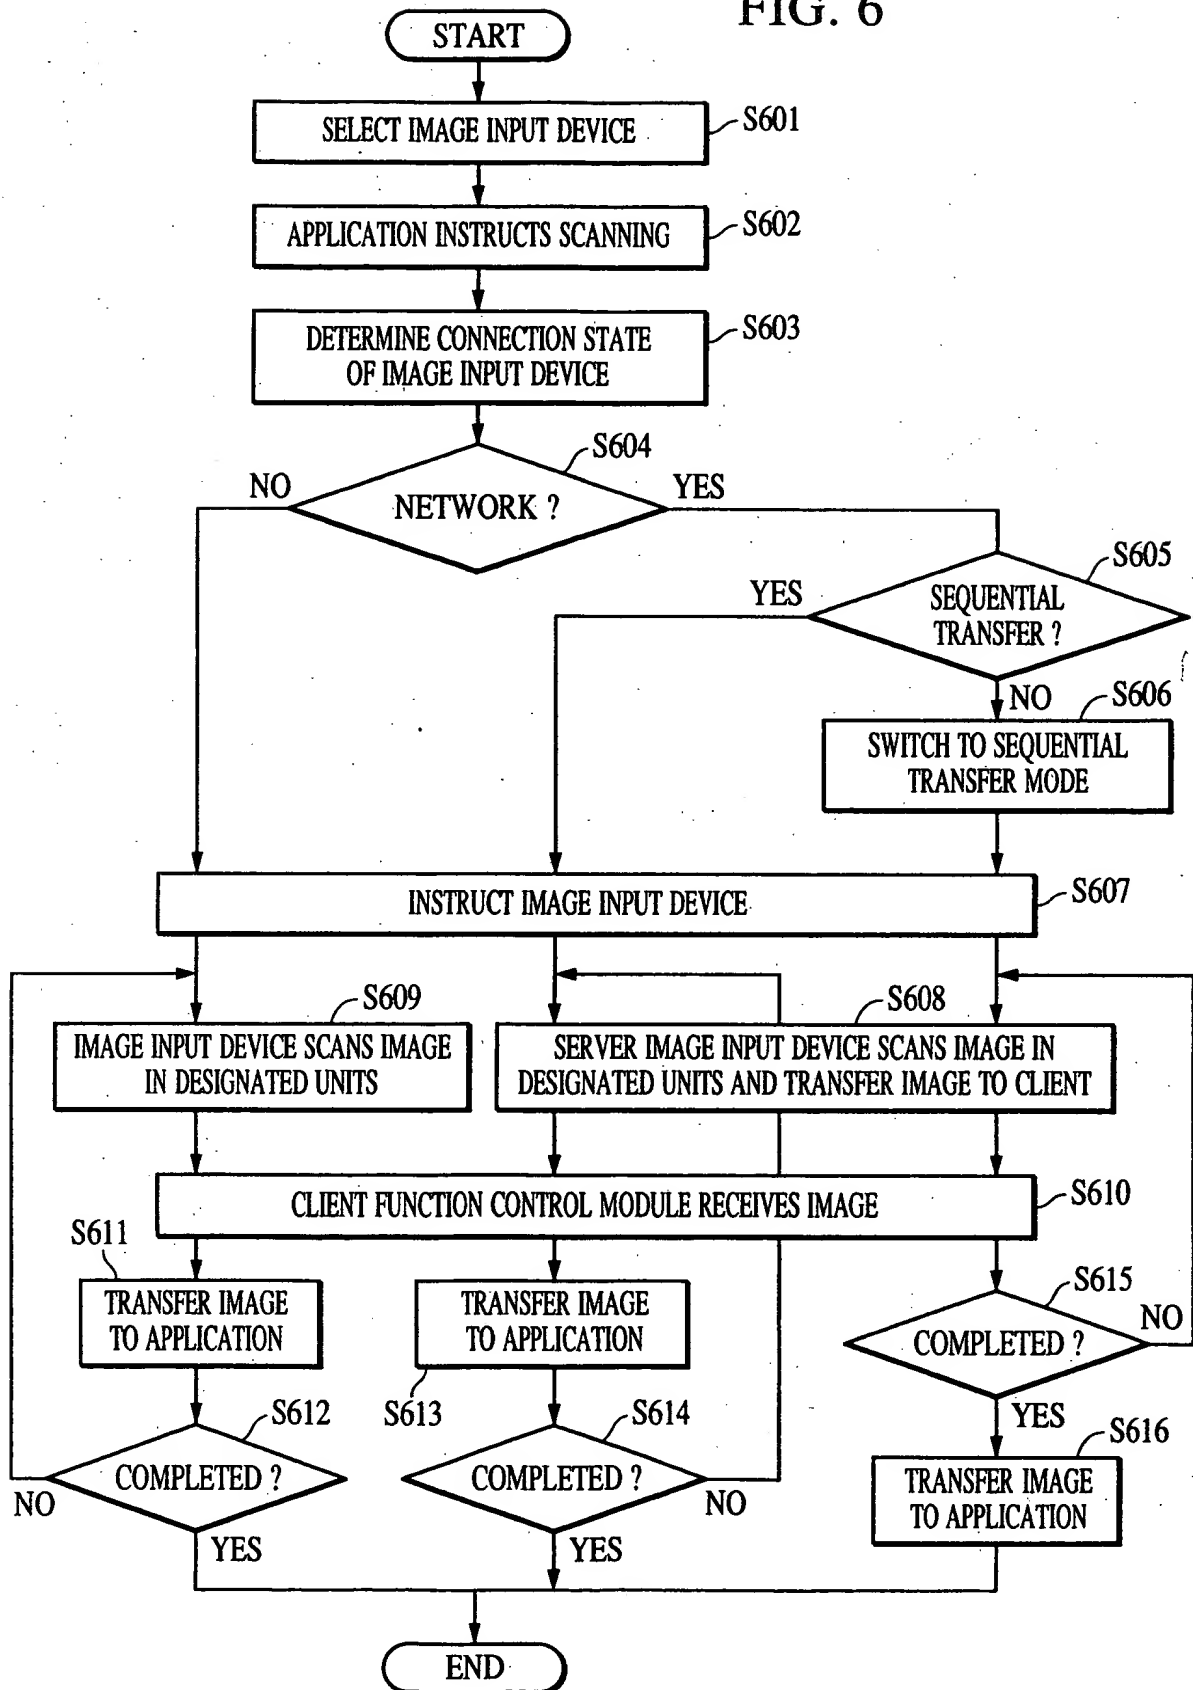 FIG. 6
START
SELECT IMAGE INPUT DEVICE
S601
APPLICATION INSTRUCTS SCANNING
S602
DETERMINE CONNECTION STATE
OF IMAGE INPUT DEVICE
S603
S604
NO
NETWORK ?
YES
S605
YES
SEQUENTIAL
TRANSFER ?
NO
S606
SWITCH TO SEQUENTIAL
TRANSFER MODE
INSTRUCT IMAGE INPUT DEVICE
S607
S609
IMAGE INPUT DEVICE SCANS IMAGE
IN DESIGNATED UNITS
S608
SERVER IMAGE INPUT DEVICE SCANS IMAGE IN
DESIGNATED UNITS AND TRANSFER IMAGE TO CLIENT
CLIENT FUNCTION CONTROL MODULE RECEIVES IMAGE
S610
S611
TRANSFER IMAGE
TO APPLICATION
TRANSFER IMAGE
TO APPLICATION
S613
S615
COMPLETED ?
NO
S612
COMPLETED ?
NO
YES
S614
COMPLETED ?
NO
YES
YES
S616
TRANSFER IMAGE
TO APPLICATION
END